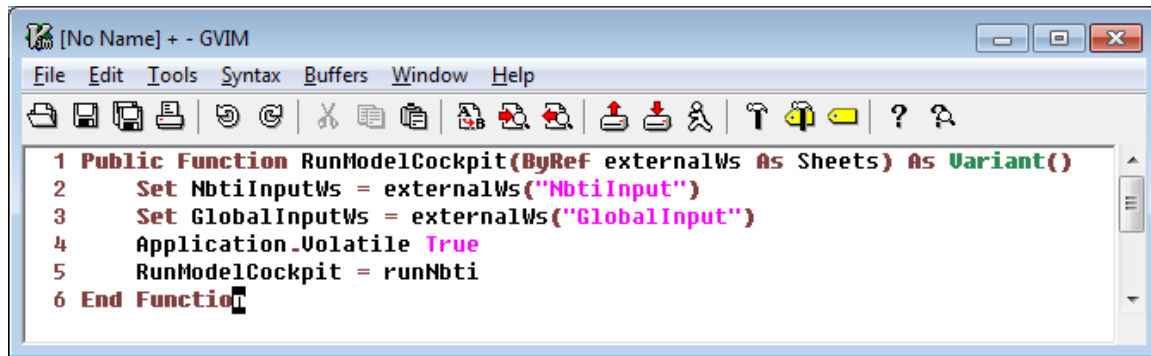 [No Name] + - GVIM
File Edit Tools Syntax Buffers Window Help
1 Public Function RunModelCockpit(ByRef externalWs As Sheets) As Variant()
2     Set NbtiInputWs = externalWs("NbtiInput")
3     Set GlobalInputWs = externalWs("GlobalInput")
4     Application.Volatile True
5     RunModelCockpit = runNbti
6 End Function